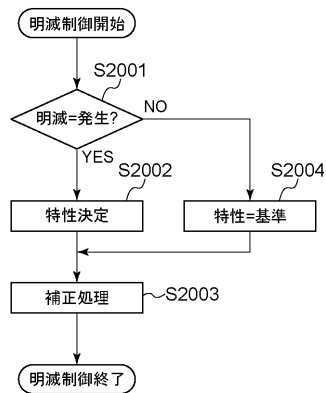 明滅制御開始
S2001
明滅=発生?
NO
YES
S2002
S2004
特性決定
特性=基準
補正処理
S2003
明滅制御終了